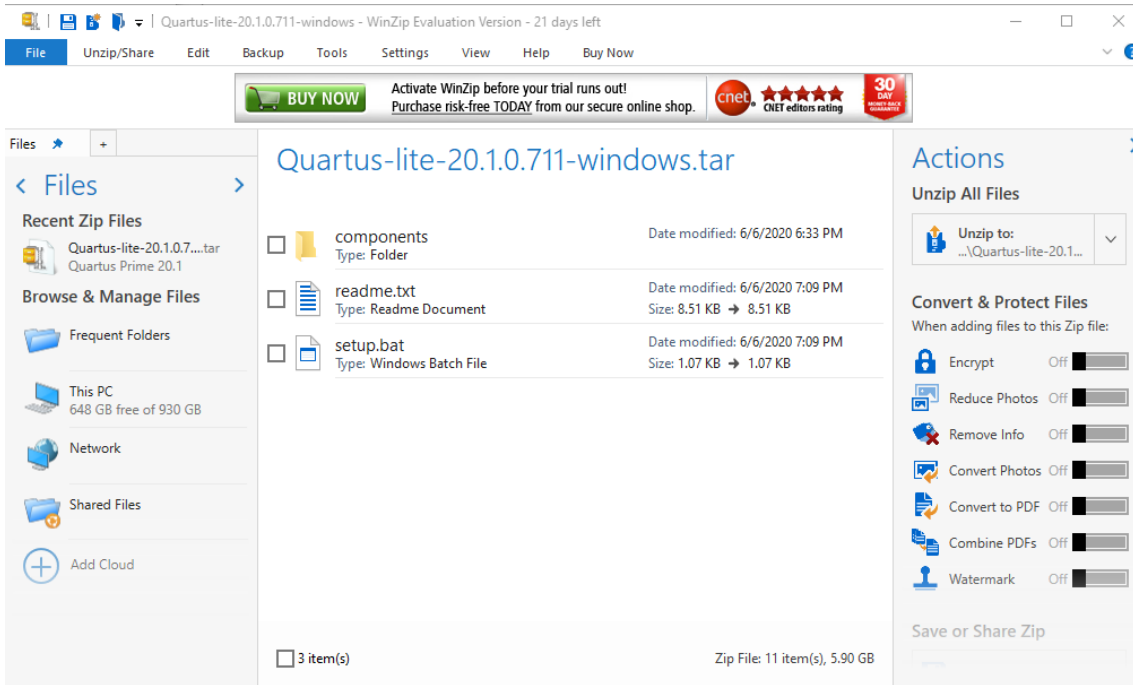 Quartus-lite-20.1.0.711-windows - WinZip Evaluation Version - 21 days left
File Unzip/Share Edit Backup Tools Settings View Help Buy Now
BUY NOW
Activate WinZip before your trial runs out!
Purchase risk-free TODAY from our secure online shop.
cnet.
CNET editors rating
30
DAY
MONEY-BACK
GUARANTEE
Files +
Files
Recent Zip Files
Quartus-lite-20.1.0.7....tar
Quartus Prime 20.1
Browse & Manage Files
Frequent Folders
This PC
648 GB free of 930 GB
Network
Shared Files
Add Cloud
Quartus-lite-20.1.0.711-windows.tar
components Date modified: 6/6/2020 6:33 PM
Type: Folder
readme.txt Date modified: 6/6/2020 7:09 PM
Type: Readme Document Size: 8.51 KB → 8.51 KB
setup.bat Date modified: 6/6/2020 7:09 PM
Type: Windows Batch File Size: 1.07 KB → 1.07 KB
3 item(s) Zip File: 11 item(s), 5.90 GB
Actions
Unzip All Files
Unzip to:
...\Quartus-lite-20.1...
Convert & Protect Files
When adding files to this Zip file:
Encrypt Off
Reduce Photos Off
Remove Info Off
Convert Photos Off
Convert to PDF Off
Combine PDFs Off
Watermark Off
Save or Share Zip